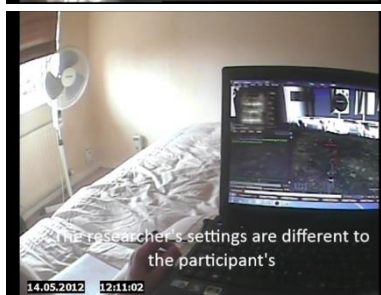 The researcher's settings are different to
the participant's
14.05.2012 12:11:02